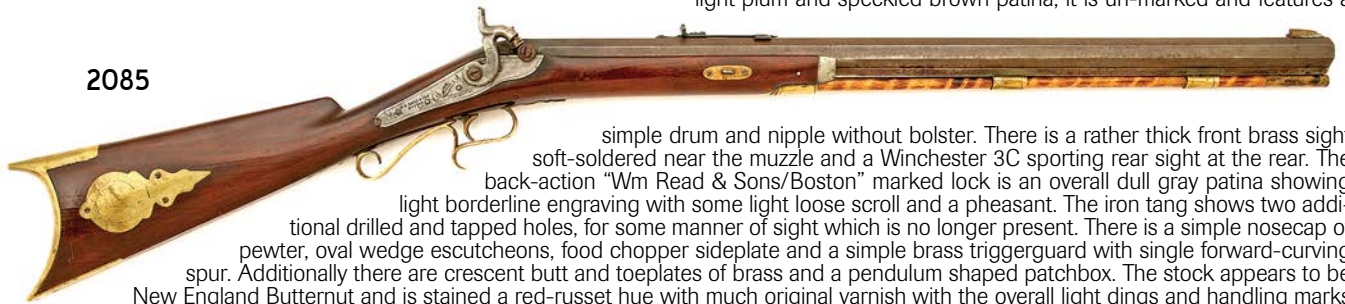 light plum and speckled brown patina, it is un-marked and features a
2085
simple drum and nipple without bolster. There is a rather thick front brass sight
soft-soldered near the muzzle and a Winchester 3C sporting rear sight at the rear. The
back-action “Wm Read & Sons/Boston” marked lock is an overall dull gray patina showing
light borderline engraving with some light loose scroll and a pheasant. The iron tang shows two addi-
tional drilled and tapped holes, for some manner of sight which is no longer present. There is a simple nosecap of
pewter, oval wedge escutcheons, food chopper sideplate and a simple brass triggerguard with single forward-curving
spur. Additionally there are crescent butt and toeplates of brass and a pendulum shaped patchbox. The stock appears to be
New England Butternut and is stained a red-russet hue with much original varnish with the overall light dings and handling marks